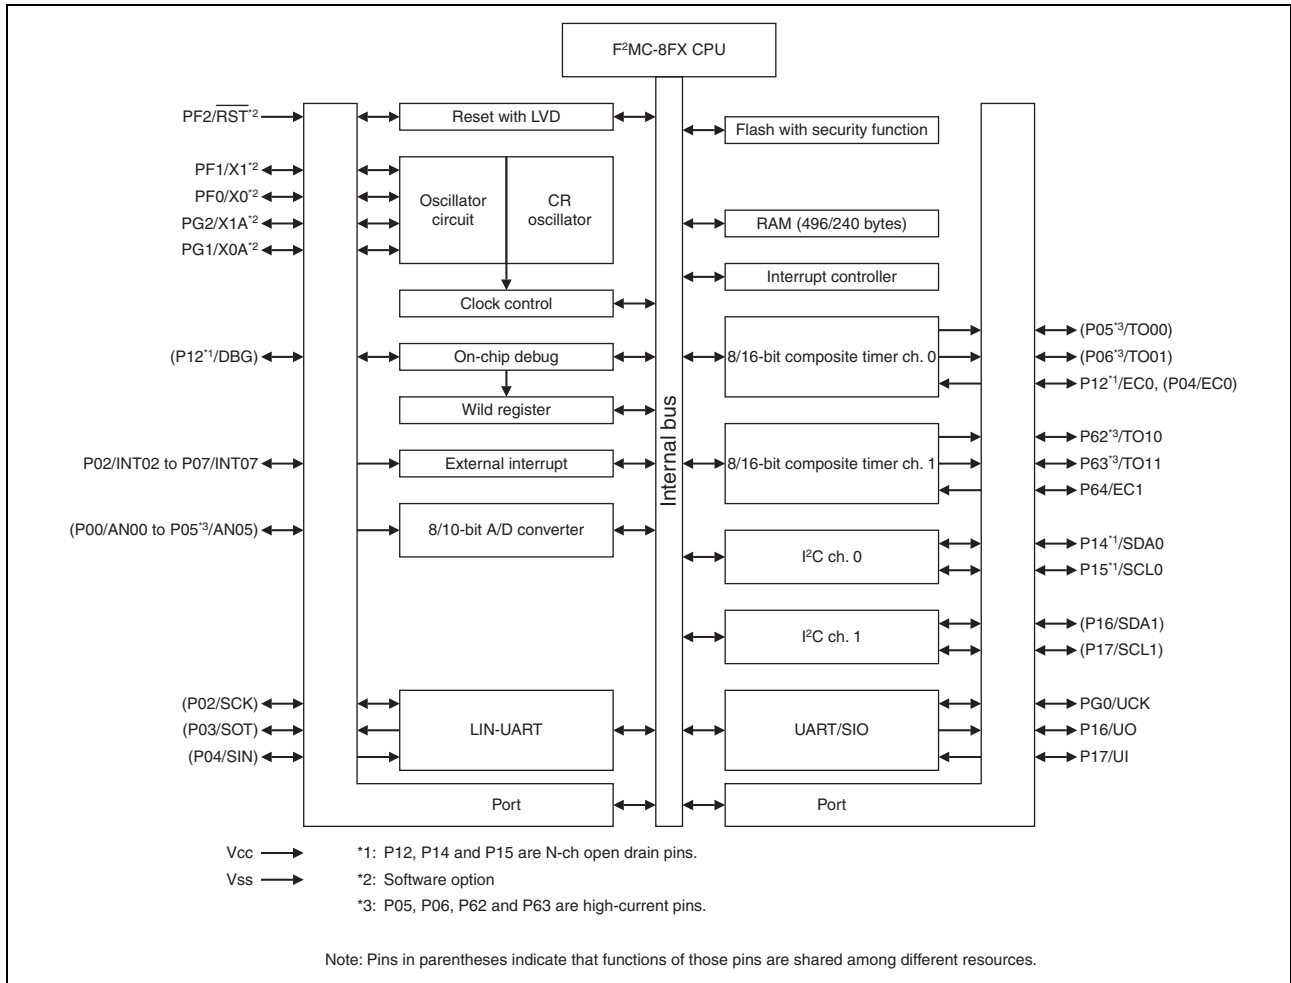 F²MC-8FX CPU
PF2/RST*2
PF1/X1*2
PF0/X0*2
PG2/X1A*2
PG1/X0A*2
(P12*1/DBG)
P02/INT02 to P07/INT07
(P00/AN00 to P05*3/AN05)
(P02/SCK)
(P03/SOT)
(P04/SIN)
Reset with LVD
Oscillator
circuit
CR
oscillator
Clock control
On-chip debug
Wild register
External interrupt
8/10-bit A/D converter
LIN-UART
Port
Internal bus
Flash with security function
RAM (496/240 bytes)
Interrupt controller
8/16-bit composite timer ch. 0
8/16-bit composite timer ch. 1
I²C ch. 0
I²C ch. 1
UART/SIO
Port
(P05*3/TO00)
(P06*3/TO01)
P12*1/EC0, (P04/EC0)
P62*3/TO10
P63*3/TO11
P64/EC1
P14*1/SDA0
P15*1/SCL0
(P16/SDA1)
(P17/SCL1)
PG0/UCK
P16/UO
P17/UI
Vcc
Vss
*1: P12, P14 and P15 are N-ch open drain pins.
*2: Software option
*3: P05, P06, P62 and P63 are high-current pins.
Note: Pins in parentheses indicate that functions of those pins are shared among different resources.